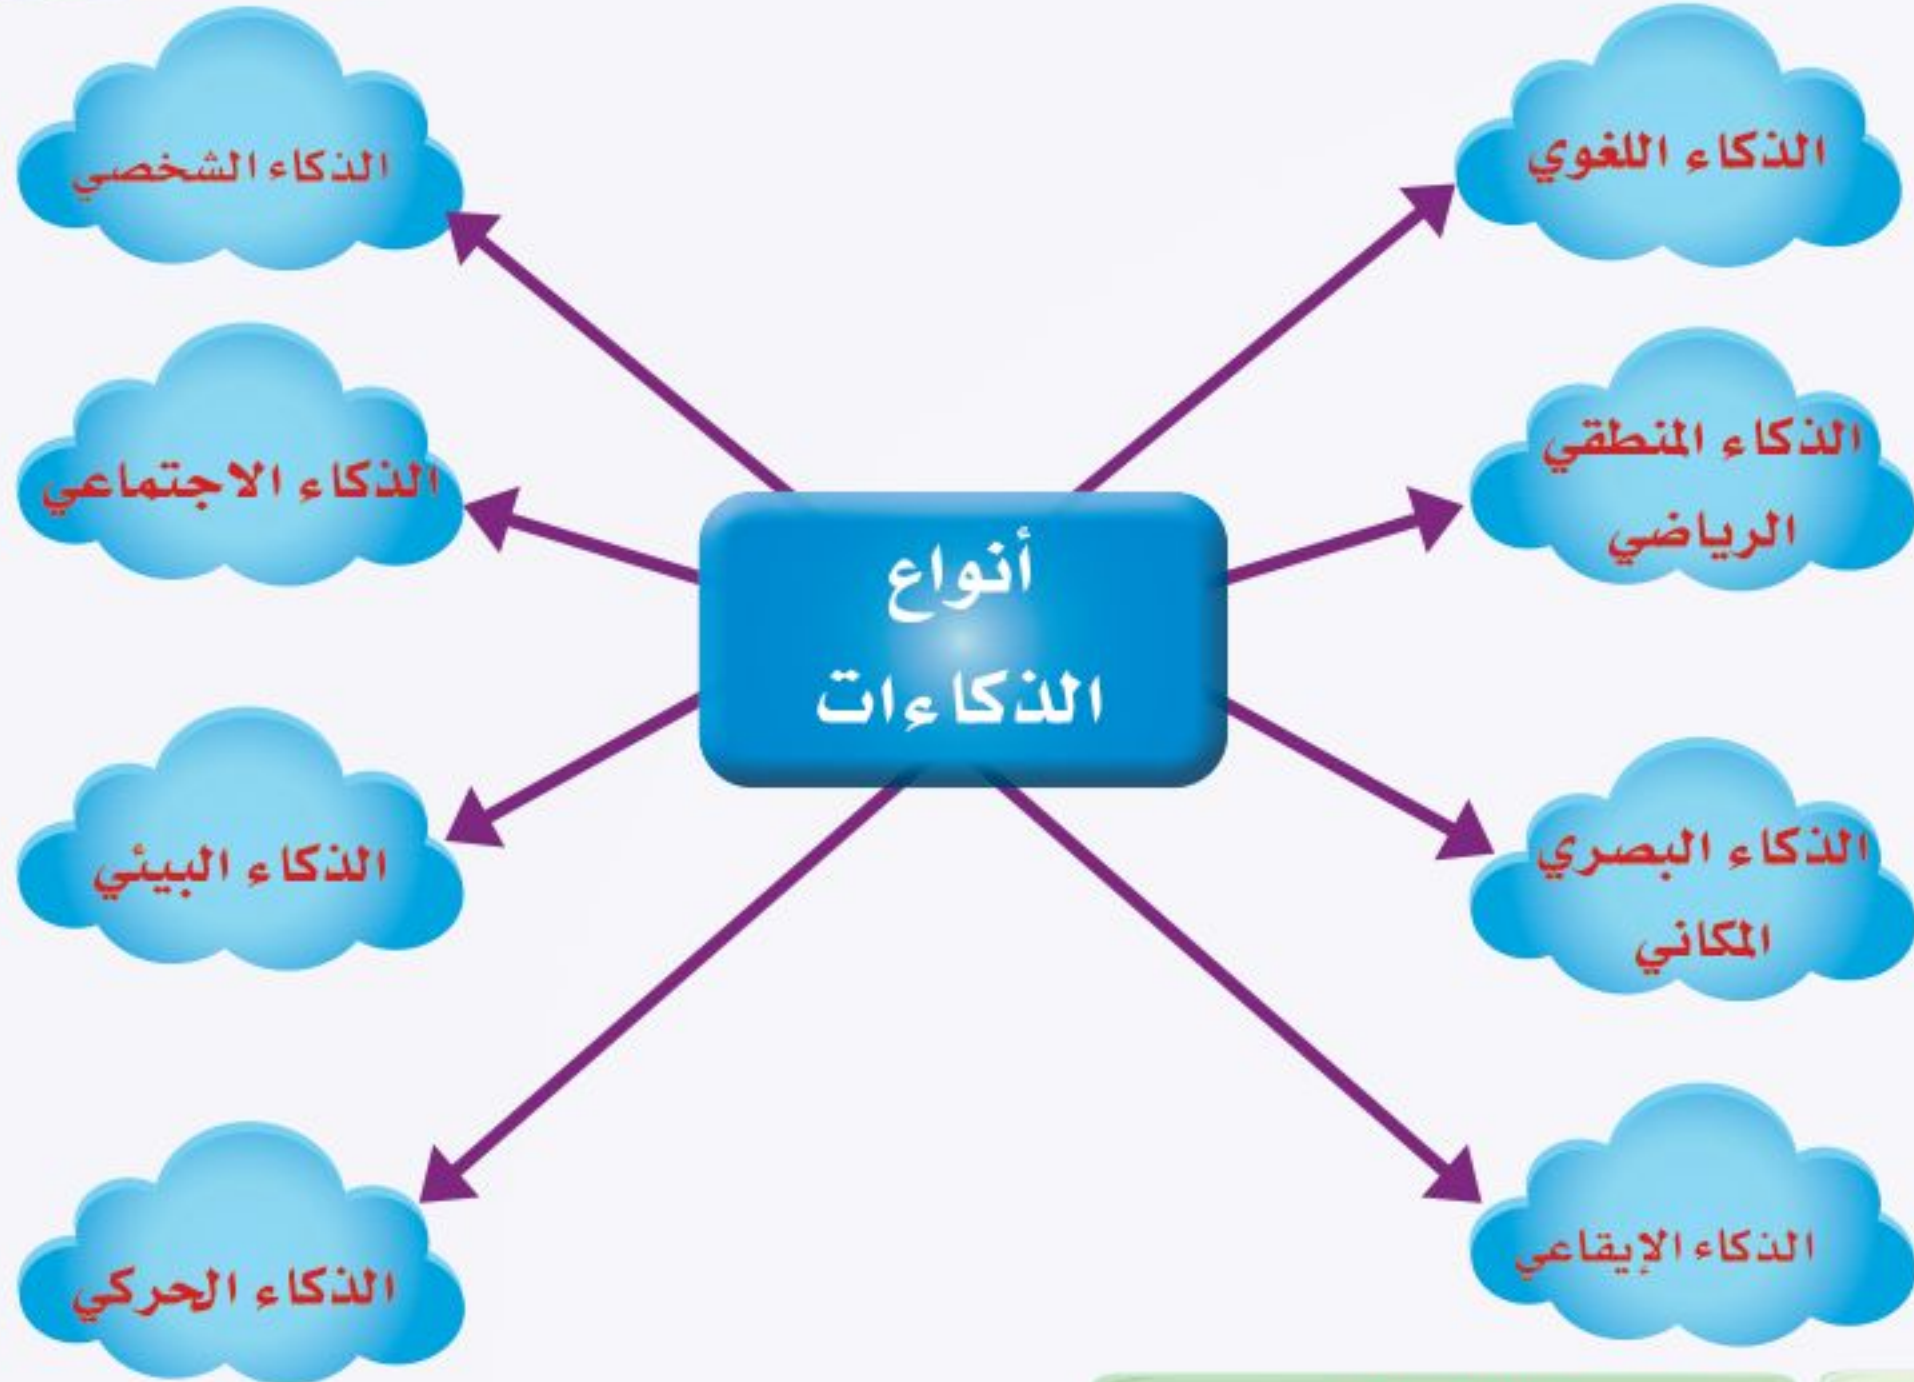 أنواع
الذكاءات
الذكاء اللغوي
الذكاء المنطقي
الرياضي
الذكاء البصري
المكاني
الذكاء الإيقاعي
الذكاء الشخصي
الذكاء الاجتماعي
الذكاء البيئي
الذكاء الحركي